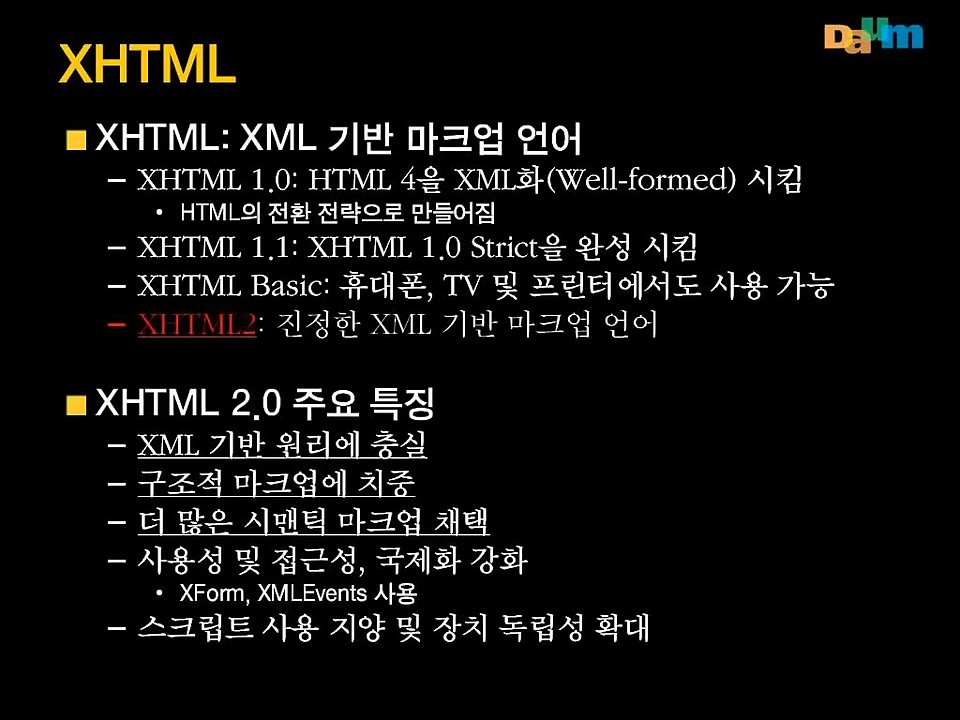 Daum
XHTML
XHTML: XML 기반 마크업 언어
– XHTML 1.0: HTML 4을 XML화(Well-formed) 시킴
• HTML의 전환 전략으로 만들어짐
– XHTML 1.1: XHTML 1.0 Strict을 완성 시킴
– XHTML Basic: 휴대폰, TV 및 프린터에서도 사용 가능
– XHTML2: 진정한 XML 기반 마크업 언어
XHTML 2.0 주요 특징
– XML 기반 원리에 충실
– 구조적 마크업에 치중
– 더 많은 시맨틱 마크업 채택
– 사용성 및 접근성, 국제화 강화
• XForm, XMLEvents 사용
– 스크립트 사용 지양 및 장치 독립성 확대